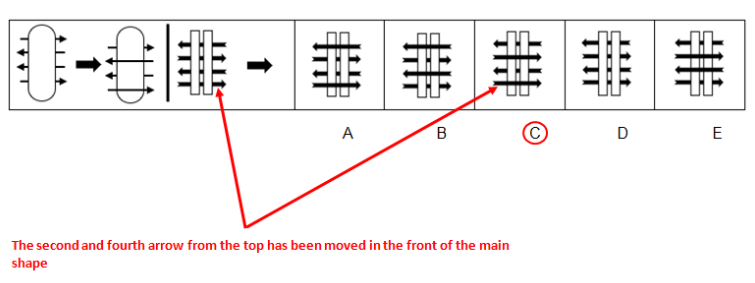 A B C D E
The second and fourth arrow from the top has been moved in the front of the main
shape